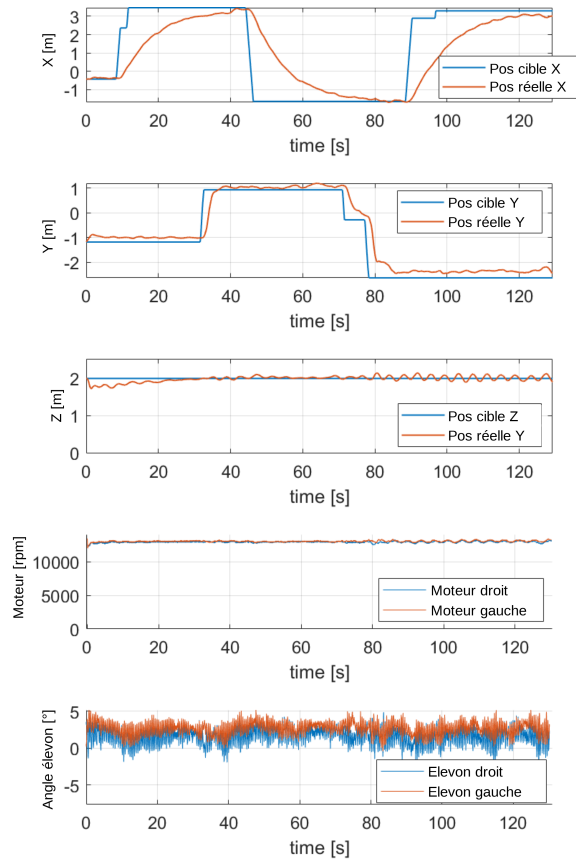 X [m]
3
2
1
0
-1
Pos cible X
Pos réelle X
0 20 40 60 80 100 120
time [s]
Y [m]
1
0
-1
-2
Pos cible Y
Pos réelle Y
0 20 40 60 80 100 120
time [s]
Z [m]
2
1
0
Pos cible Z
Pos réelle Y
0 20 40 60 80 100 120
time [s]
Moteur [rpm]
10000
5000
0
Moteur droit
Moteur gauche
0 20 40 60 80 100 120
time [s]
Angle élevon [°]
5
0
-5
Elevon droit
Elevon gauche
0 20 40 60 80 100 120
time [s]